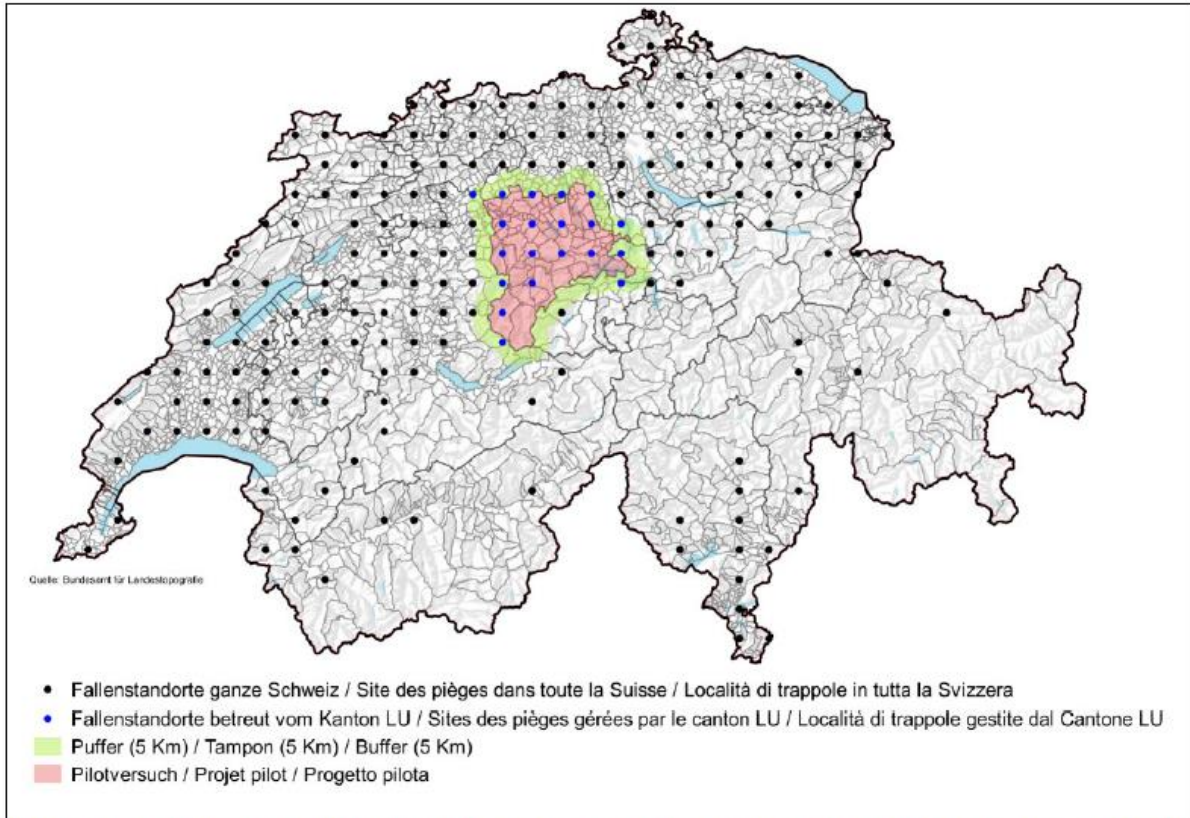 Quelle: Bundesamt für Landestopografie
Fallenstandorte ganze Schweiz / Site des pièges dans toute la Suisse / Località di trappole in tutta la Svizzera
Fallenstandorte betreut vom Kanton LU / Sites des pièges gérées par le canton LU / Località di trappole gestite dal Cantone LU
Puffer (5 Km) / Tampon (5 Km) / Buffer (5 Km)
Pilotversuch / Projet pilot / Progetto pilota